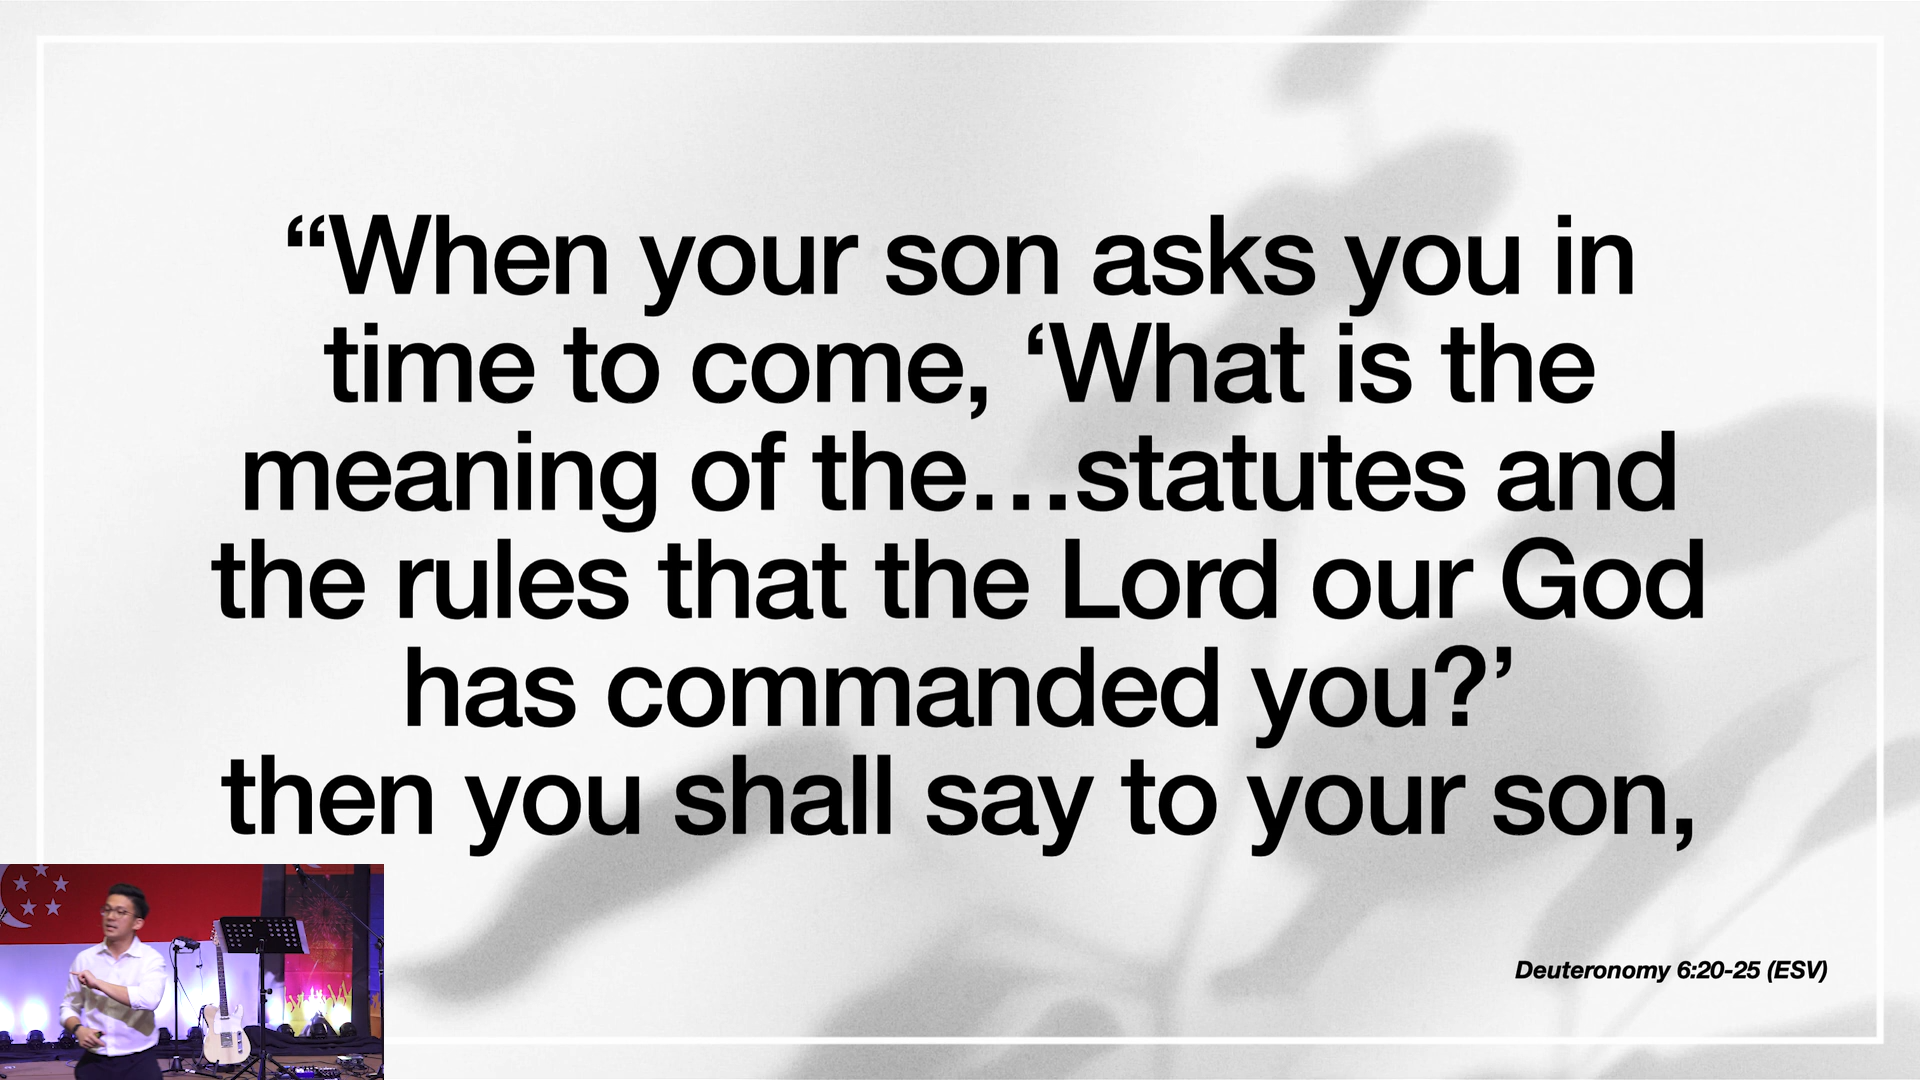 “When your son asks you in
time to come, ‘What is the
meaning of the…statutes and
the rules that the Lord our God
has commanded you?’
then you shall say to your son,
Deuteronomy 6:20-25 (ESV)